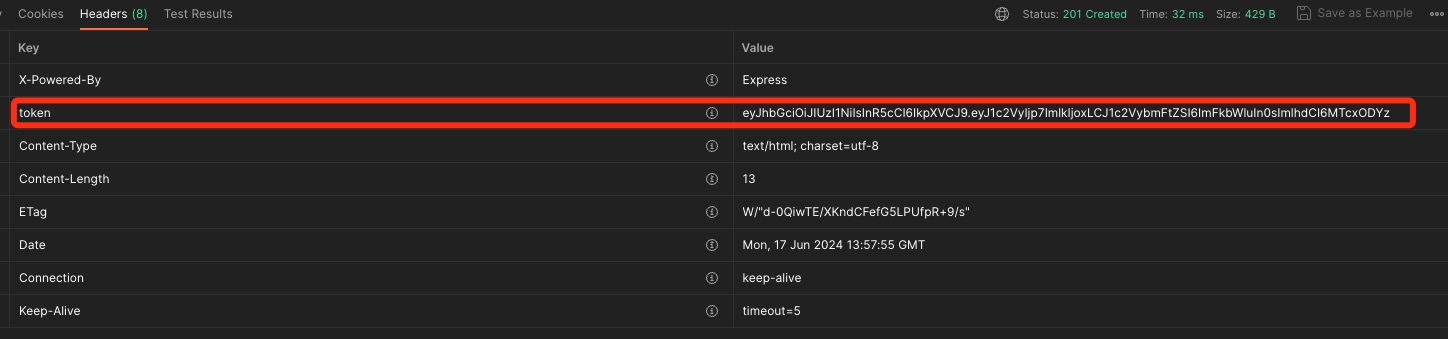 Cookies Headers (8) Test Results Status: 201 Created Time: 32 ms Size: 429 B Save as Example
Key Value
X-Powered-By Express
token eyJhbGciOiJIUzI1NiIsInR5cCI6IkpXVCJ9.eyJ1c2VyIjp7ImlkIjoxLCJ1c2VybmFtZSI6ImFkbWluIn0sImlhdCI6MTcxODYz
Content-Type text/html; charset=utf-8
Content-Length 13
ETag W/"d-0QiwTE/XKndCFefG5LPUfpR+9/s"
Date Mon, 17 Jun 2024 13:57:55 GMT
Connection keep-alive
Keep-Alive timeout=5